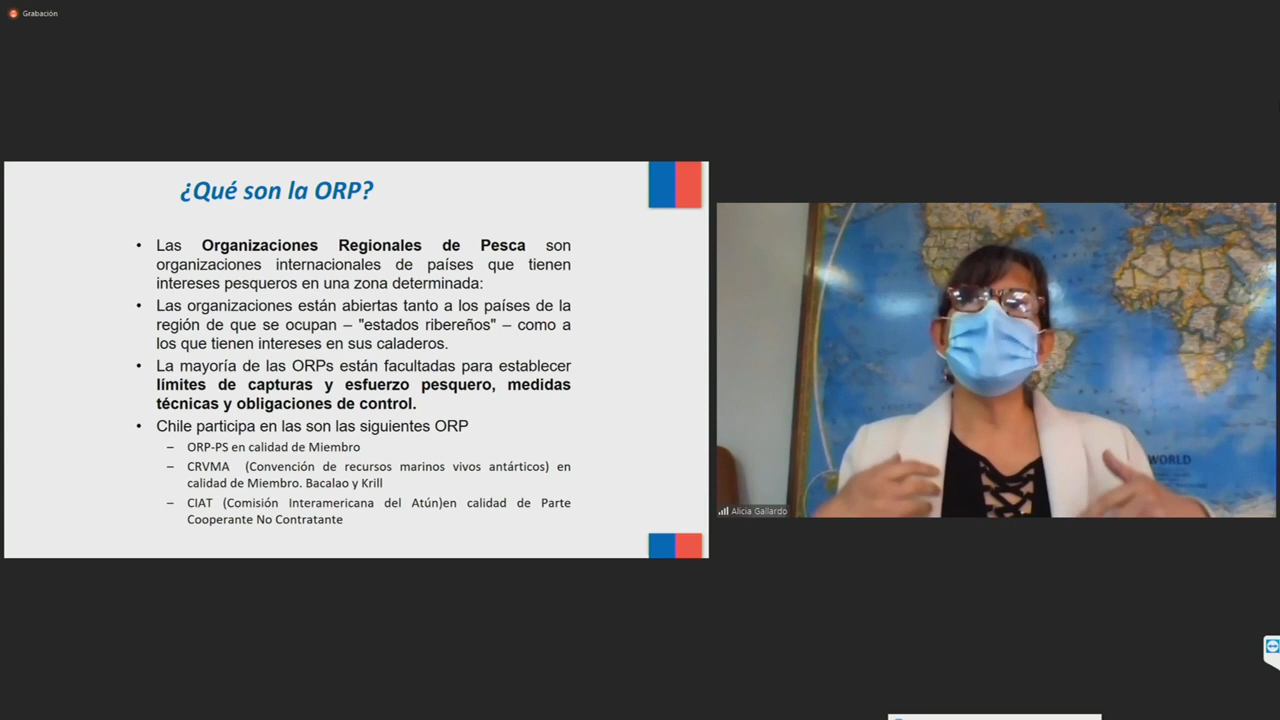 Grabación
¿Qué son la ORP?
• Las Organizaciones Regionales de Pesca son
organizaciones internacionales de países que tienen
intereses pesqueros en una zona determinada:
• Las organizaciones están abiertas tanto a los países de la
región de que se ocupan – "estados ribereños" – como a
los que tienen intereses en sus caladeros.
• La mayoría de las ORPs están facultadas para establecer
límites de capturas y esfuerzo pesquero, medidas
técnicas y obligaciones de control.
• Chile participa en las son las siguientes ORP
– ORP-PS en calidad de Miembro
– CRVMA (Convención de recursos marinos vivos antárticos) en
calidad de Miembro. Bacalao y Krill
– CIAT (Comisión Interamericana del Atún)en calidad de Parte
Cooperante No Contratante
WORLD
Alicia Gallardo